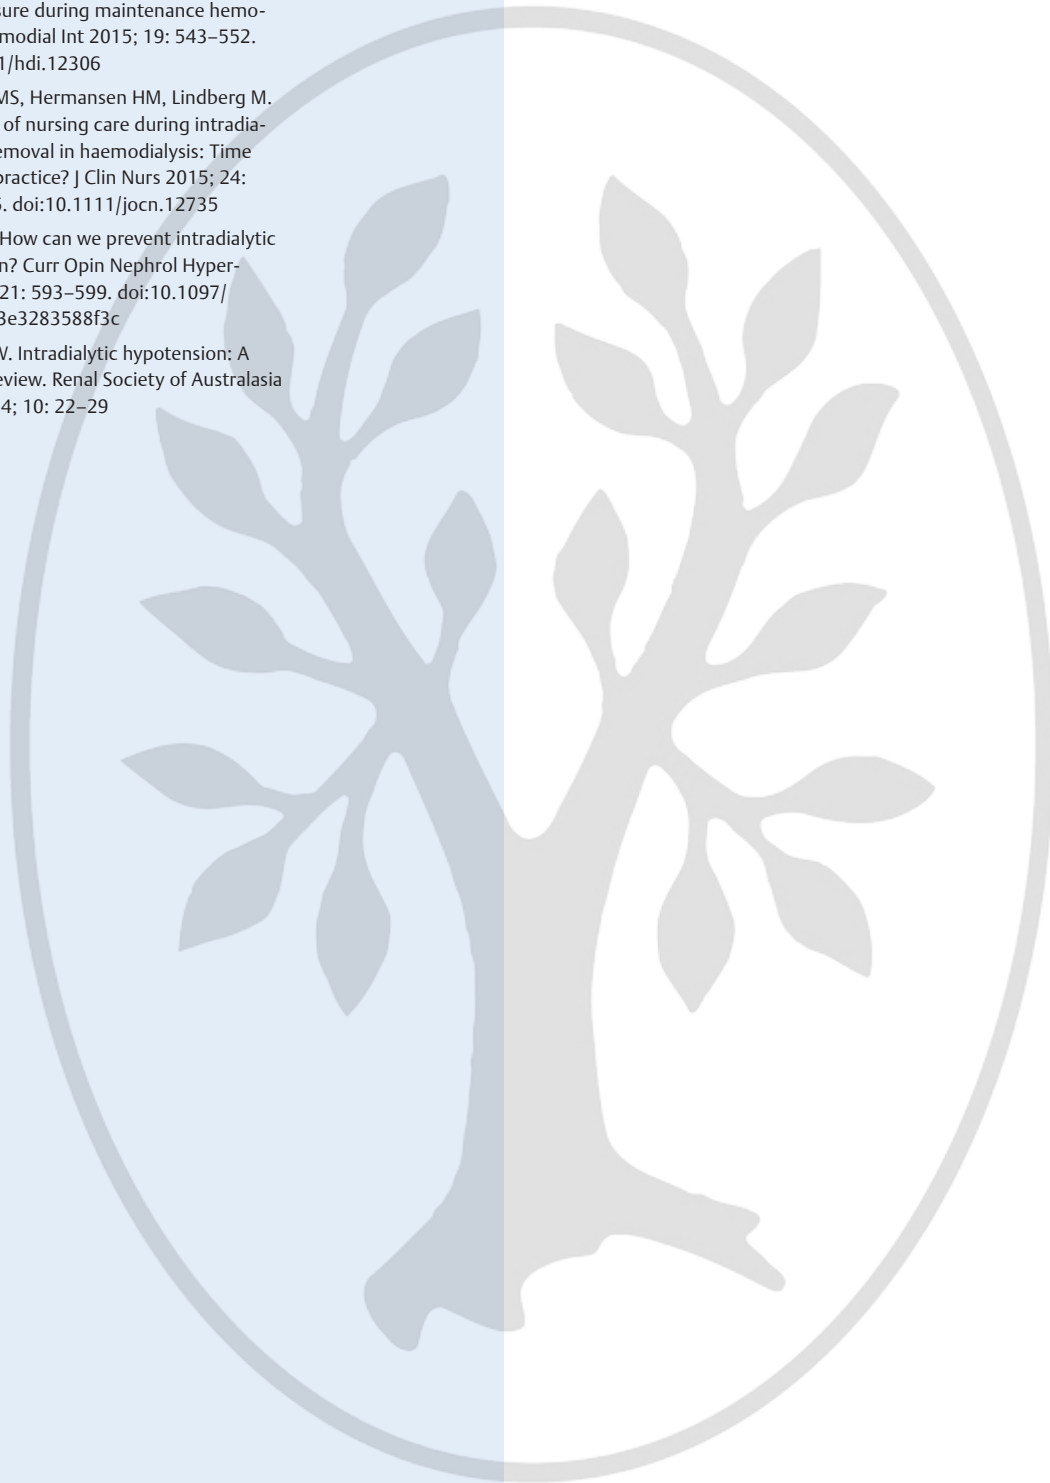 sure during maintenance hemo-
modial Int 2015; 19: 543–552.
1/hdi.12306
MS, Hermansen HM, Lindberg M.
of nursing care during intradia-
emoval in haemodialysis: Time
practice? J Clin Nurs 2015; 24:
5. doi:10.1111/jocn.12735
How can we prevent intradialytic
n? Curr Opin Nephrol Hyper-
21: 593–599. doi:10.1097/
3e3283588f3c
W. Intradialytic hypotension: A
eview. Renal Society of Australasia
4; 10: 22–29